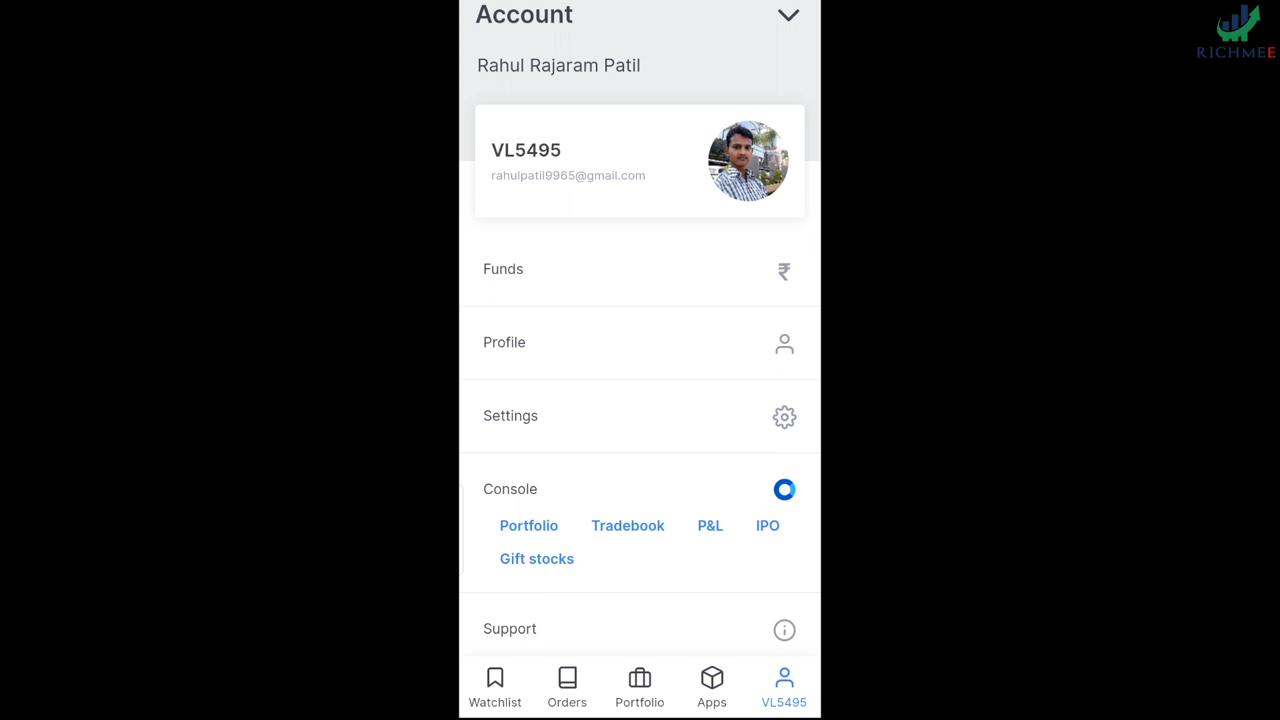 Account
RICHMEE
Rahul Rajaram Patil
VL5495
rahulpatil9965@gmail.com
Funds ₹
Profile
Settings
Console
Portfolio Tradebook P&L IPO
Gift stocks
Support
Watchlist Orders Portfolio Apps VL5495